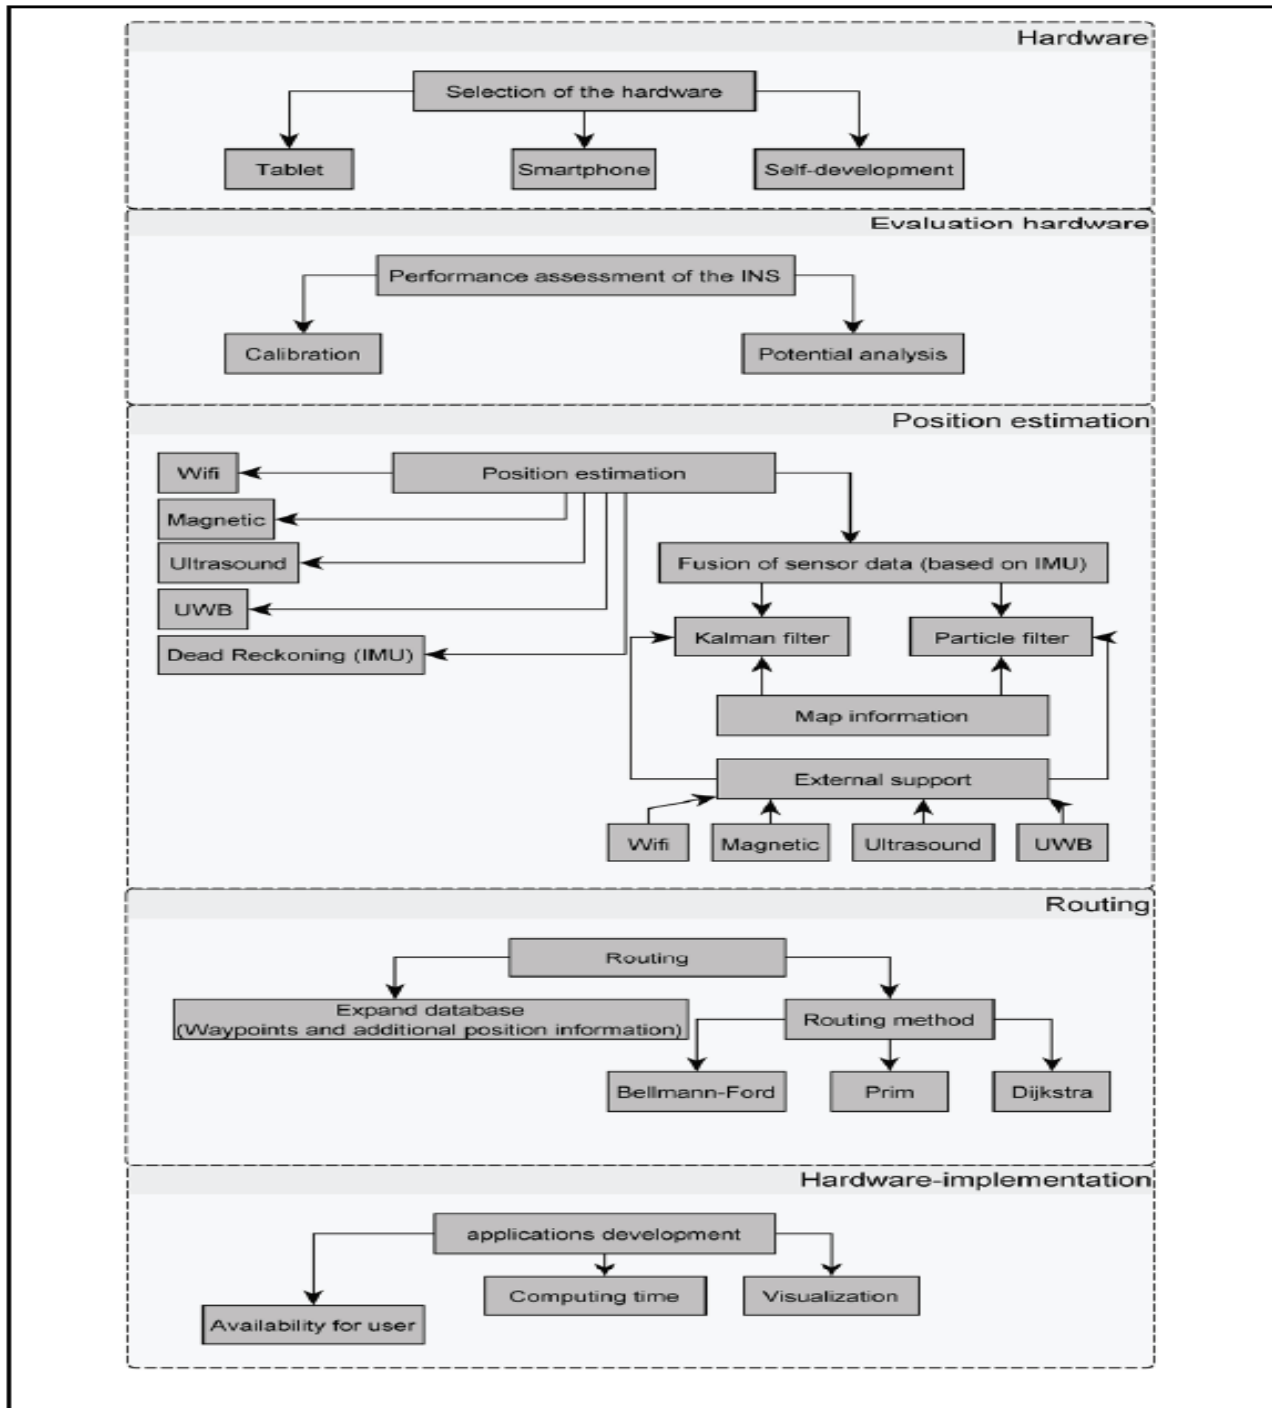 Hardware
Selection of the hardware
Tablet
Smartphone
Self-development
Evaluation hardware
Performance assessment of the INS
Calibration
Potential analysis
Position estimation
Wifi
Position estimation
Magnetic
Ultrasound
Fusion of sensor data (based on IMU)
UWB
Kalman filter
Particle filter
Dead Reckoning (IMU)
Map information
External support
Wifi
Magnetic
Ultrasound
UWB
Routing
Routing
Expand database
(Waypoints and additional position information)
Routing method
Bellmann-Ford
Prim
Dijkstra
Hardware-implementation
applications development
Computing time
Visualization
Availability for user